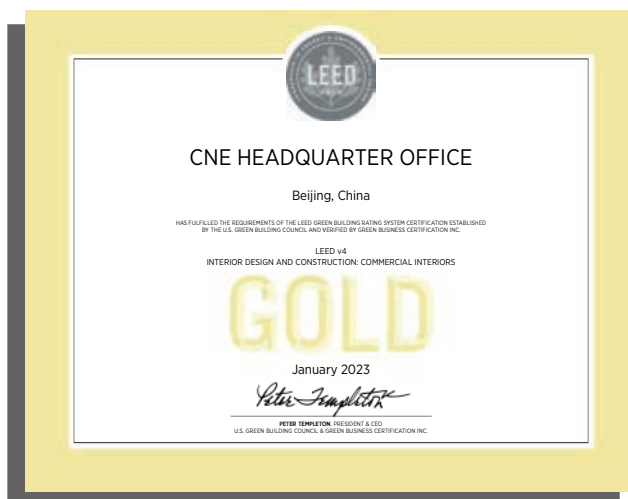 LEED
CNE HEADQUARTER OFFICE
Beijing, China
HAS FULFILLED THE REQUIREMENTS OF THE LEED GREEN BUILDING RATING SYSTEM CERTIFICATION ESTABLISHED
BY THE U.S. GREEN BUILDING COUNCIL AND VERIFIED BY GREEN BUSINESS CERTIFICATION INC.
LEED v4
INTERIOR DESIGN AND CONSTRUCTION: COMMERCIAL INTERIORS
GOLD
January 2023
Peter Templeton
PETER TEMPLETON, PRESIDENT & CEO
U.S. GREEN BUILDING COUNCIL & GREEN BUSINESS CERTIFICATION INC.